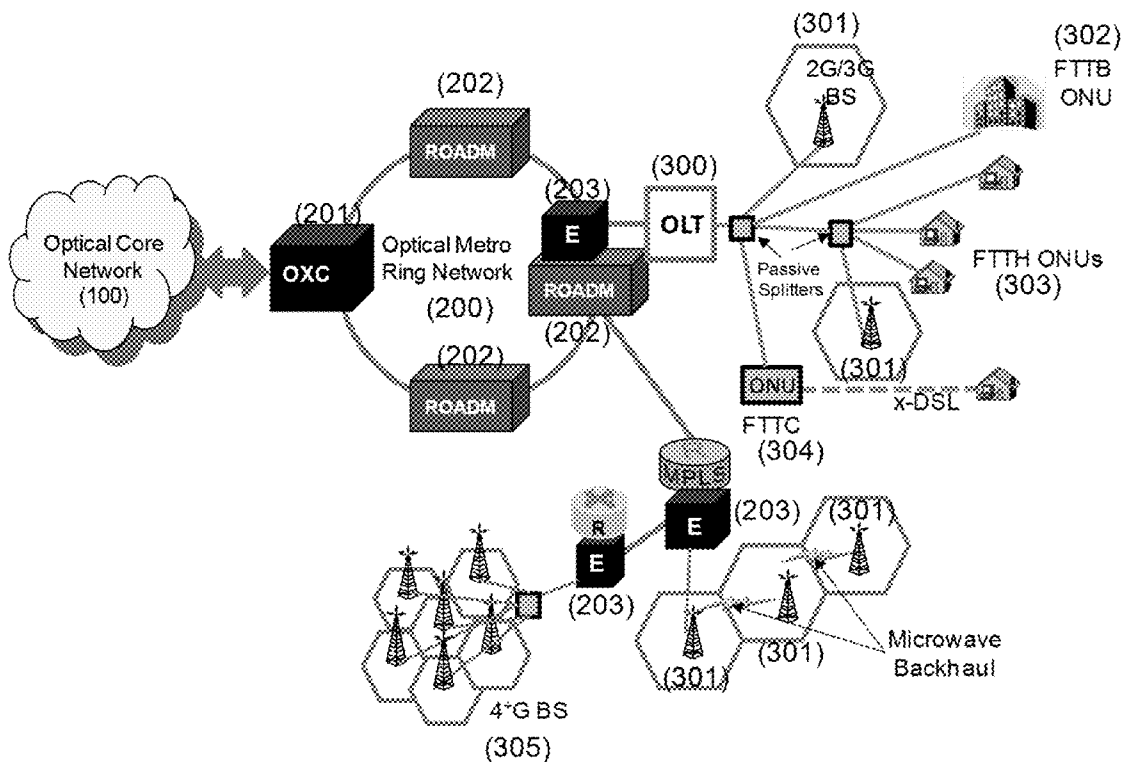 (301)
2G/3G
BS
(302)
FTTB
ONU
(202)
ROADM
(300)
OLT
(203)
E
(201)
OXC
Optical Core
Network
(100)
Optical Metro
Ring Network
(200)
ROADM
(202)
Passive
Splitters
FTTH ONUs
(303)
(301)
(202)
ROADM
ONU
x-DSL
FTTC
(304)
MPLS
E
(203)
(301)
R
E
(203)
(301)
(301)
Microwave
Backhaul
4+G BS
(305)